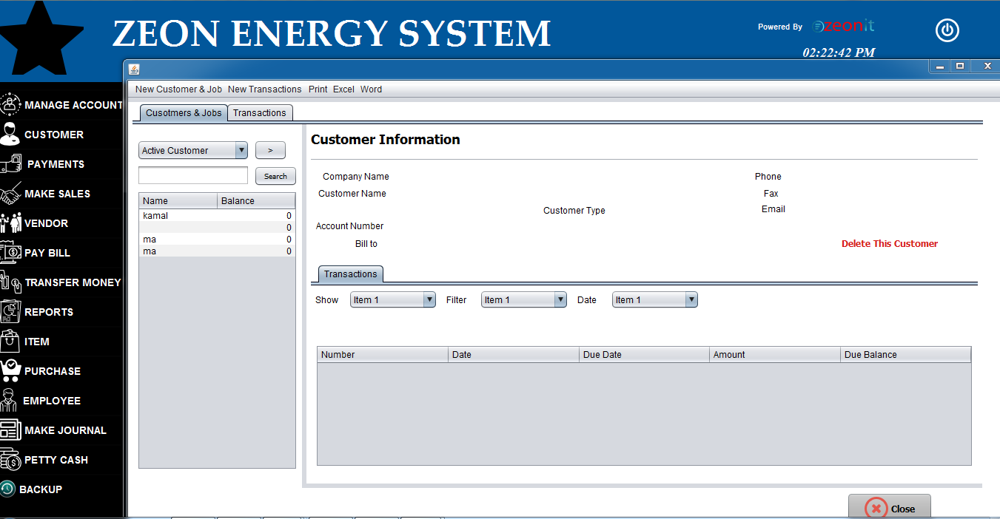 ZEON ENERGY SYSTEM
Powered By zeonit
02:22:42 PM
MANAGE ACCOUNT
CUSTOMER
PAYMENTS
MAKE SALES
VENDOR
PAY BILL
TRANSFER MONEY
REPORTS
ITEM
PURCHASE
EMPLOYEE
MAKE JOURNAL
PETTY CASH
BACKUP
New Customer & Job New Transactions Print Excel Word
Cusotmers & Jobs Transactions
Active Customer >
Search
Name Balance
kamal 0
0
ma 0
ma 0
Customer Information
Company Name Phone
Customer Name Fax
Customer Type Email
Account Number
Bill to Delete This Customer
Transactions
Show Item 1 Filter Item 1 Date Item 1
Number Date Due Date Amount Due Balance
Close